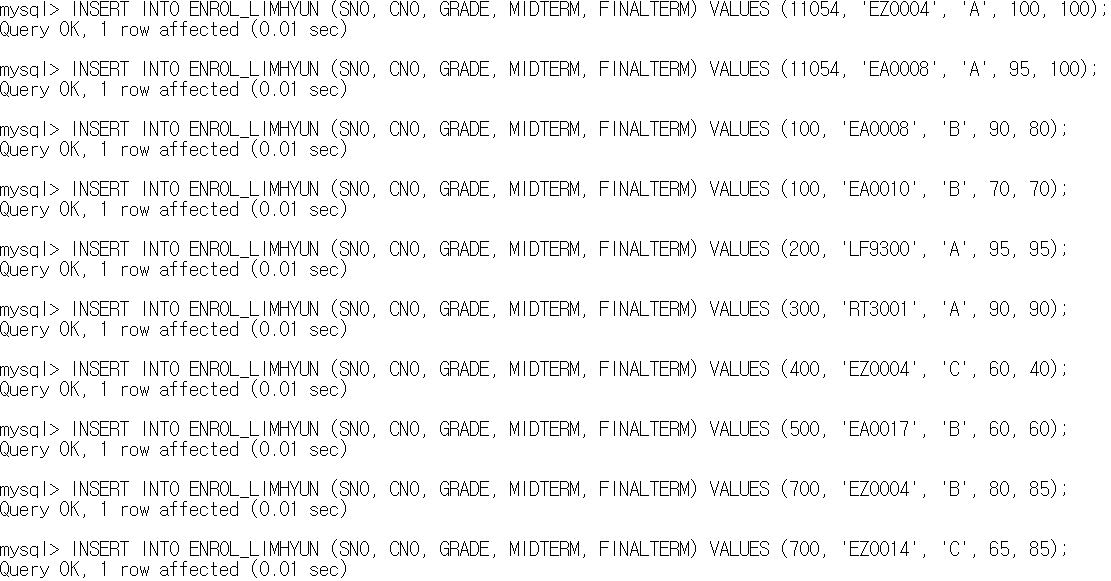 mysql> INSERT INTO ENROL_LIMHYUN (SNO, CNO, GRADE, MIDTERM, FINALTERM) VALUES (11054, 'EZ0004', 'A', 100, 100);
Query OK, 1 row affected (0.01 sec)
mysql> INSERT INTO ENROL_LIMHYUN (SNO, CNO, GRADE, MIDTERM, FINALTERM) VALUES (11054, 'EA0008', 'A', 95, 100);
Query OK, 1 row affected (0.01 sec)
mysql> INSERT INTO ENROL_LIMHYUN (SNO, CNO, GRADE, MIDTERM, FINALTERM) VALUES (100, 'EA0008', 'B', 90, 80);
Query OK, 1 row affected (0.01 sec)
mysql> INSERT INTO ENROL_LIMHYUN (SNO, CNO, GRADE, MIDTERM, FINALTERM) VALUES (100, 'EA0010', 'B', 70, 70);
Query OK, 1 row affected (0.01 sec)
mysql> INSERT INTO ENROL_LIMHYUN (SNO, CNO, GRADE, MIDTERM, FINALTERM) VALUES (200, 'LF9300', 'A', 95, 95);
Query OK, 1 row affected (0.01 sec)
mysql> INSERT INTO ENROL_LIMHYUN (SNO, CNO, GRADE, MIDTERM, FINALTERM) VALUES (300, 'RT3001', 'A', 90, 90);
Query OK, 1 row affected (0.01 sec)
mysql> INSERT INTO ENROL_LIMHYUN (SNO, CNO, GRADE, MIDTERM, FINALTERM) VALUES (400, 'EZ0004', 'C', 60, 40);
Query OK, 1 row affected (0.01 sec)
mysql> INSERT INTO ENROL_LIMHYUN (SNO, CNO, GRADE, MIDTERM, FINALTERM) VALUES (500, 'EA0017', 'B', 60, 60);
Query OK, 1 row affected (0.01 sec)
mysql> INSERT INTO ENROL_LIMHYUN (SNO, CNO, GRADE, MIDTERM, FINALTERM) VALUES (700, 'EZ0004', 'B', 80, 85);
Query OK, 1 row affected (0.01 sec)
mysql> INSERT INTO ENROL_LIMHYUN (SNO, CNO, GRADE, MIDTERM, FINALTERM) VALUES (700, 'EZ0014', 'C', 65, 85);
Query OK, 1 row affected (0.01 sec)